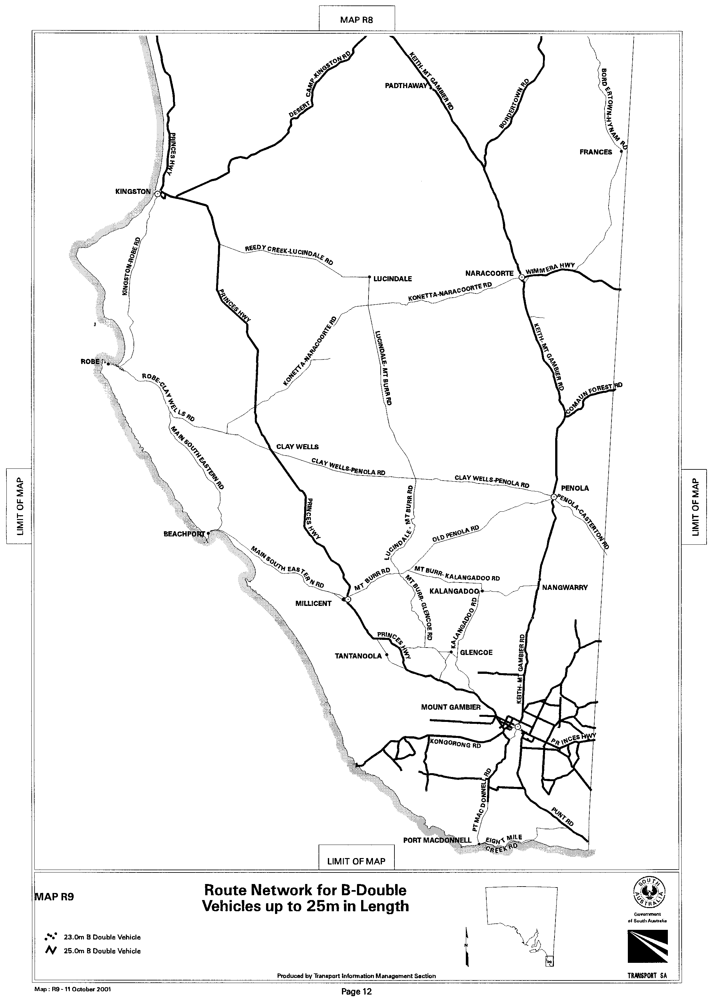 MAP R8
CAMP-KINGSTON RD
DESERT
KEITH- MT GAMBIER RD
PADTHAWAY
BORDERTOWN RD
BORD ERTOWN-HYNAM RD
FRANCES
PRINCES HWY
KINGSTON
KINGSTON-ROBE RD
REEDY CREEK-LUCINDALE RD
LUCINDALE
NARACOORTE
WIMMERA HWY
KONETTA-NARACOORTE RD
PRINCES HWY
KONETTA-NARACOORTE RD
LUCINDALE- MT BURR RD
KEITH- MT GAMBIER RD
ROBE
ROBE-CLAY WELLS RD
COMAUN FOREST RD
MAIN SOUTH EASTERN RD
CLAY WELLS
CLAY WELLS-PENOLA RD
CLAY WELLS-PENOLA RD
PENOLA
PENOLA-CASTERTON RD
LIMIT OF MAP
LIMIT OF MAP
PRINCES HWY
LUCINDALE - MT BURR RD
OLD PENOLA RD
BEACHPORT
MAIN SOUTH EASTERN RD
MT BURR RD
MT BURR- KALANGADOO RD
KALANGADOO
NANGWARRY
MILLICENT
MT BURR- GLENCOE RD
KALANGADOO RD
PRINCES HWY
TANTANOOLA
GLENCOE
KEITH- MT GAMBIER RD
MOUNT GAMBIER
PRINCES HWY
KONGORONG RD
PT MAC DONNELL RD
PUNT RD
PORT MACDONNELL
EIGHT MILE
CREEK RD
LIMIT OF MAP
MAP R9
Route Network for B-Double
Vehicles up to 25m in Length
23.0m B Double Vehicle
25.0m B Double Vehicle
N
R9
SOUTH
AUSTRALIA
Government
of South Australia
TRANSPORT SA
Produced by Transport Information Management Section
Map : R9 - 11 October 2001
Page 12